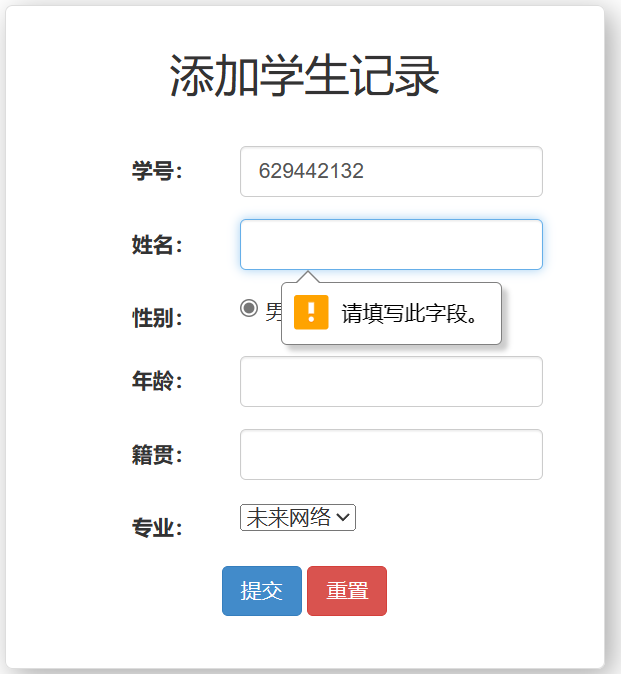 添加学生记录
学号： 629442132
姓名：
性别： 男
请填写此字段。
年龄：
籍贯：
专业： 未来网络
提交 重置